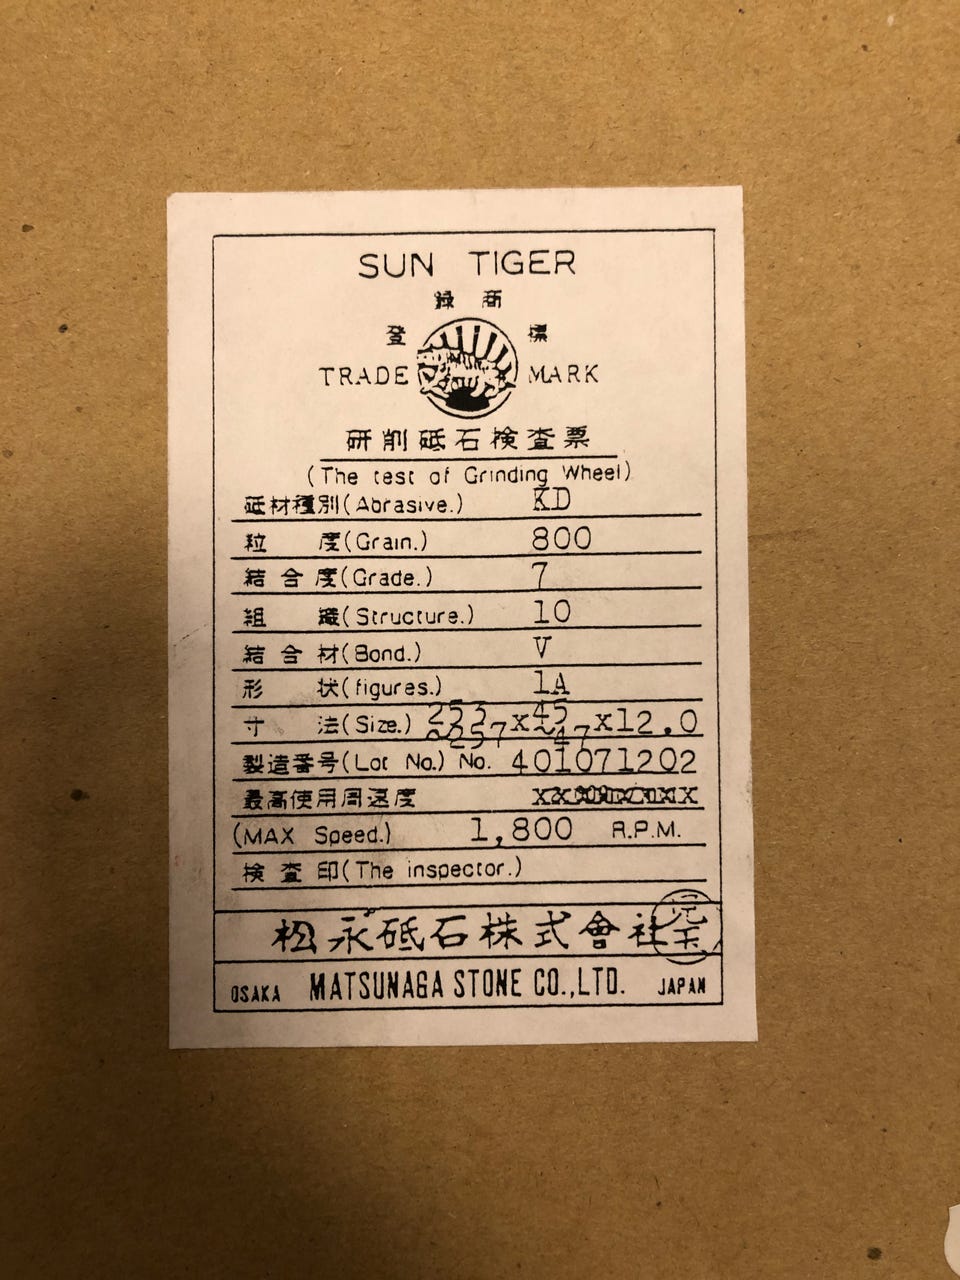 SUN TIGER
登録商標
TRADE MARK
研削砥石検査票
(The test of Grinding Wheel)
砥材種別(Abrasive.) KD
粒 度(Grain.) 800
結合度(Grade.) 7
組 織(Structure.) 10
結合材(Bond.) V
形 状(figures.) 1A
寸 法(Size.) 253~257x45~47x12.0
製造番号(Lot No.) No. 401071202
最高使用周速度
(MAX Speed.) 1,800 R.P.M.
検査印(The inspector.)
松永砥石株式會社
OSAKA MATSUNAGA STONE CO.,LTD. JAPAN